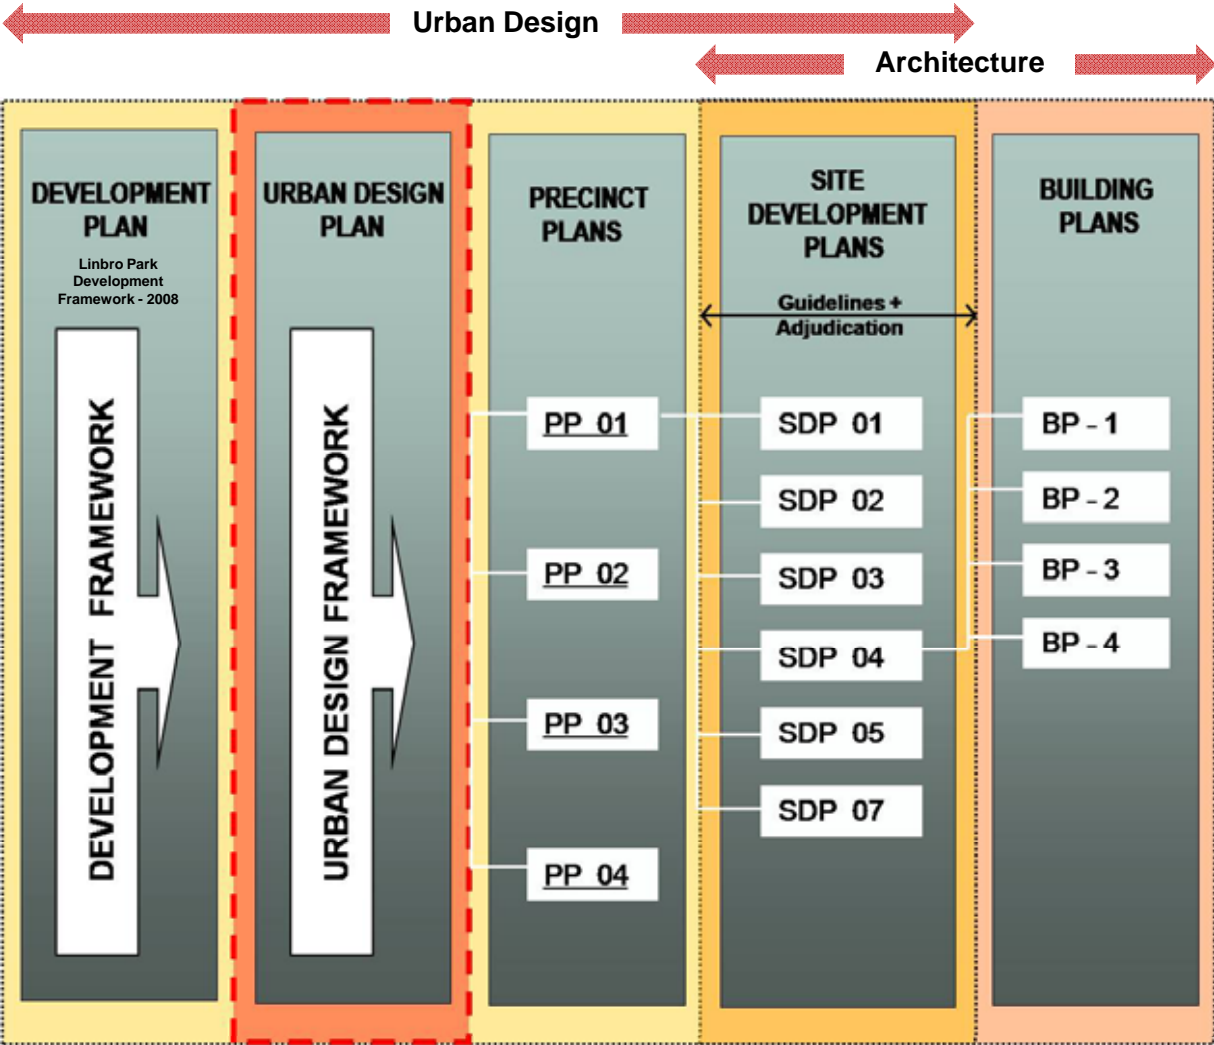 Urban Design
Architecture
DEVELOPMENT
PLAN
Linbro Park
Development
Framework - 2008
DEVELOPMENT FRAMEWORK
URBAN DESIGN
PLAN
URBAN DESIGN FRAMEWORK
PRECINCT
PLANS
PP 01
PP 02
PP 03
PP 04
SITE
DEVELOPMENT
PLANS
Guidelines +
Adjudication
SDP 01
SDP 02
SDP 03
SDP 04
SDP 05
SDP 07
BUILDING
PLANS
BP - 1
BP - 2
BP - 3
BP - 4